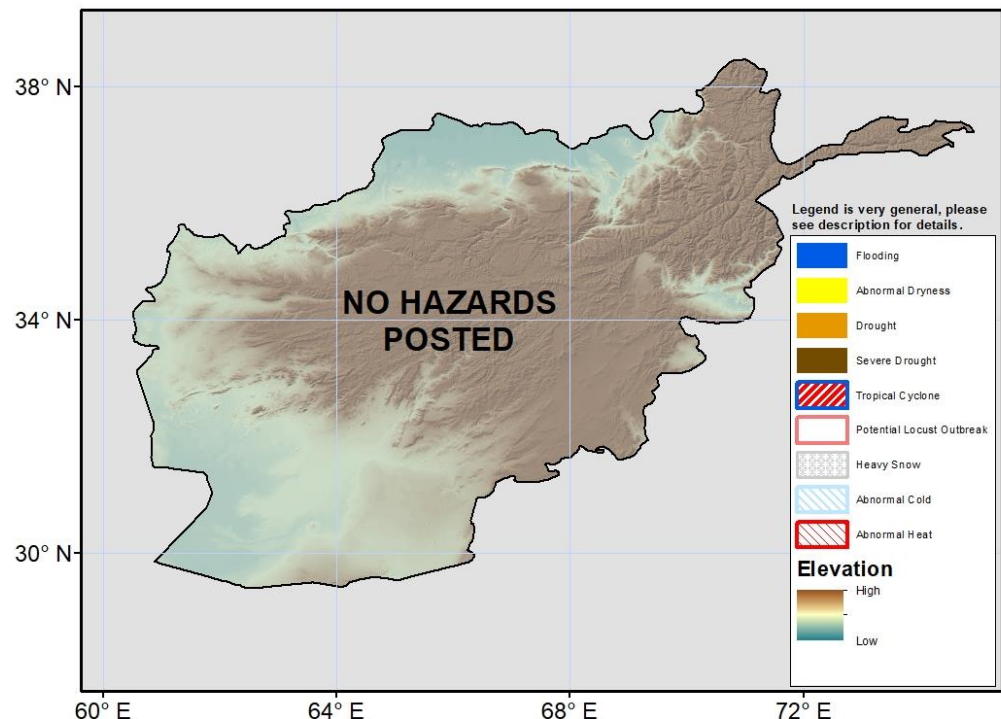 38° N
34° N
30° N
60° E
64° E
68° E
72° E
NO HAZARDS
POSTED
Legend is very general, please
see description for details.
Flooding
Abnormal Dryness
Drought
Severe Drought
Tropical Cyclone
Potential Locust Outbreak
Heavy Snow
Abnormal Cold
Abnormal Heat
Elevation
High
Low